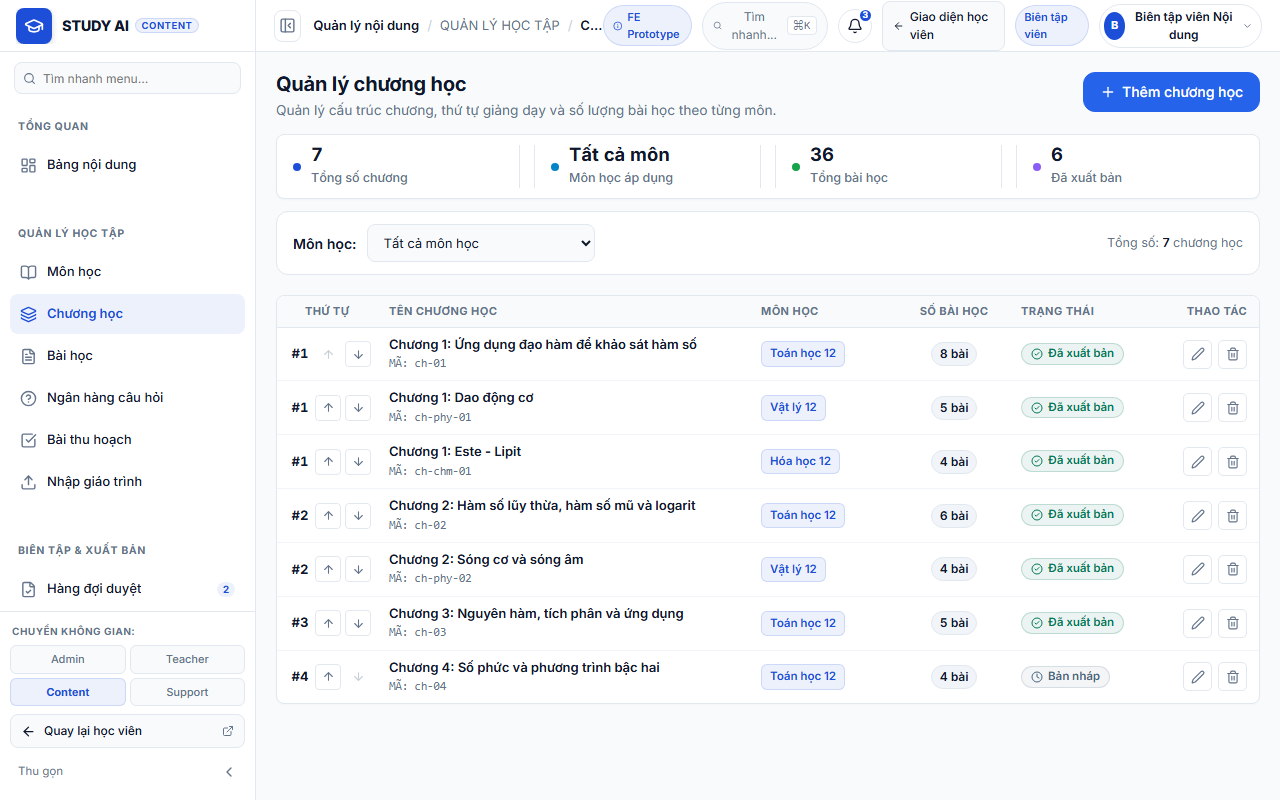 STUDY AI CONTENT
Tìm nhanh menu...
TỔNG QUAN
Bảng nội dung
QUẢN LÝ HỌC TẬP
Môn học
Chương học
Bài học
Ngân hàng câu hỏi
Bài thu hoạch
Nhập giáo trình
BIÊN TẬP & XUẤT BẢN
Hàng đợi duyệt 2
CHUYỂN KHÔNG GIAN:
Admin Teacher
Content Support
Quay lại học viên
Thu gọn
Quản lý nội dung / QUẢN LÝ HỌC TẬP / C...
FE Prototype
Tìm nhanh... ⌘K
3
Giao diện học viên
Biên tập viên
B Biên tập viên Nội dung
Quản lý chương học
Quản lý cấu trúc chương, thứ tự giảng dạy và số lượng bài học theo từng môn.
Thêm chương học
7
Tổng số chương
Tất cả môn
Môn học áp dụng
36
Tổng bài học
6
Đã xuất bản
Môn học: Tất cả môn học
Tổng số: 7 chương học
THỨ TỰ TÊN CHƯƠNG HỌC MÔN HỌC SỐ BÀI HỌC TRẠNG THÁI THAO TÁC
#1 Chương 1: Ứng dụng đạo hàm để khảo sát hàm số Toán học 12 8 bài Đã xuất bản
MÃ: ch-01
#1 Chương 1: Dao động cơ Vật lý 12 5 bài Đã xuất bản
MÃ: ch-phy-01
#1 Chương 1: Este - Lipit Hóa học 12 4 bài Đã xuất bản
MÃ: ch-chm-01
#2 Chương 2: Hàm số lũy thừa, hàm số mũ và logarit Toán học 12 6 bài Đã xuất bản
MÃ: ch-02
#2 Chương 2: Sóng cơ và sóng âm Vật lý 12 4 bài Đã xuất bản
MÃ: ch-phy-02
#3 Chương 3: Nguyên hàm, tích phân và ứng dụng Toán học 12 5 bài Đã xuất bản
MÃ: ch-03
#4 Chương 4: Số phức và phương trình bậc hai Toán học 12 4 bài Bản nháp
MÃ: ch-04